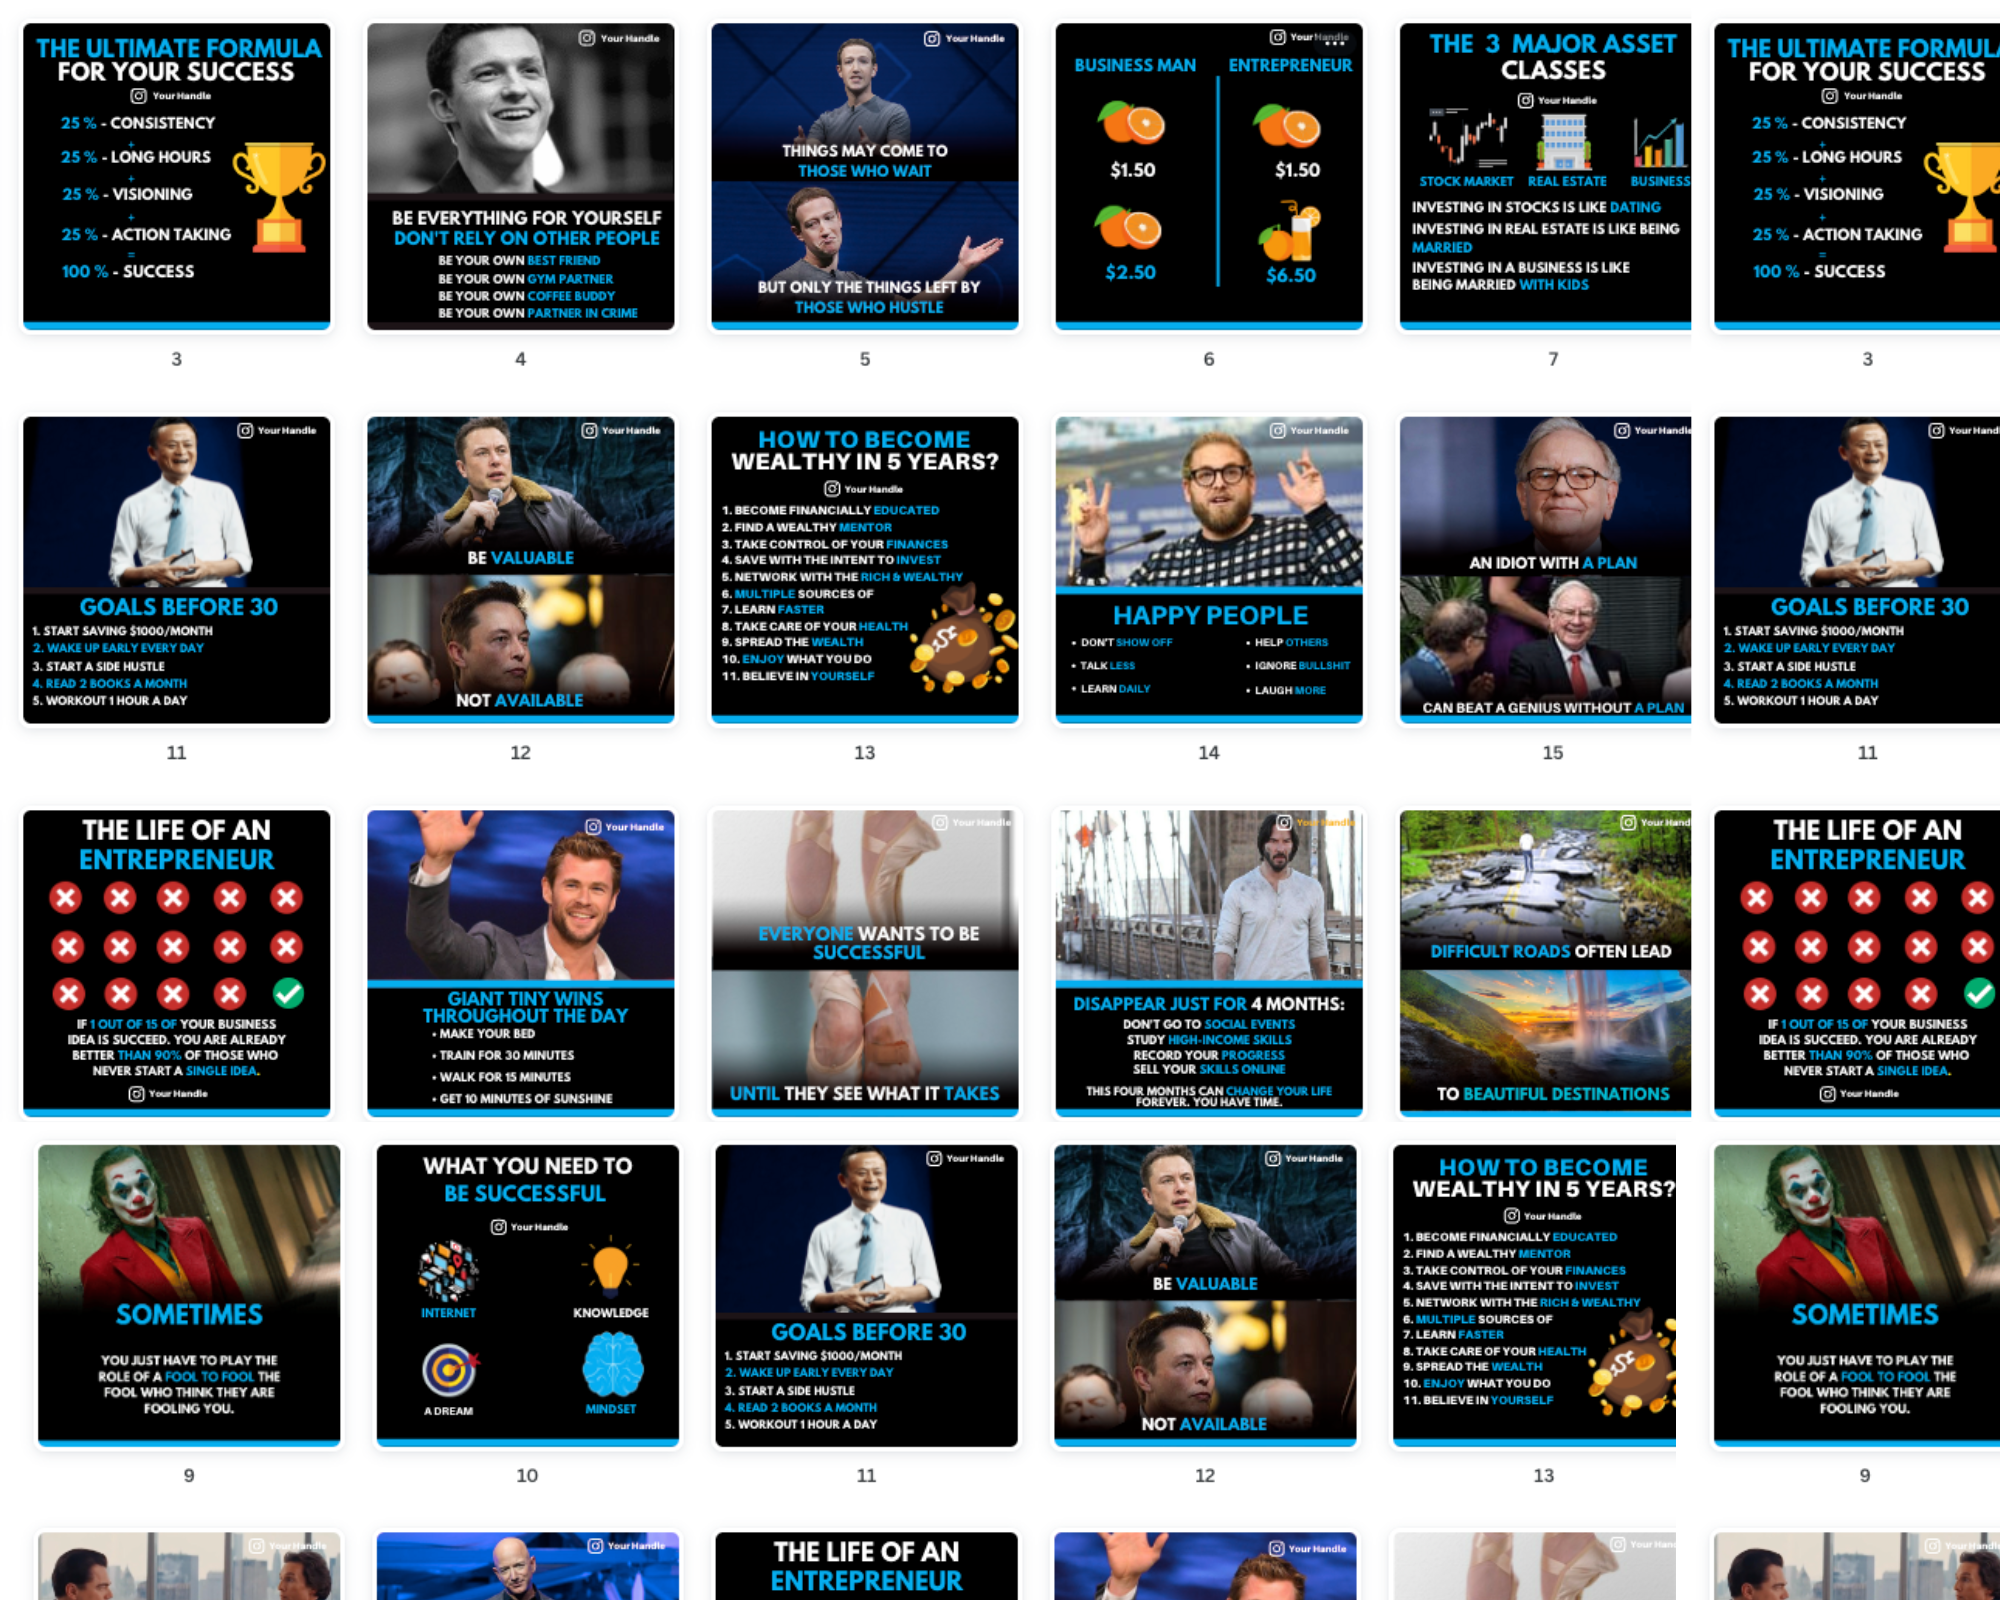 THE ULTIMATE FORMULA
FOR YOUR SUCCESS
Your Handle
25 % - CONSISTENCY
+
25 % - LONG HOURS
+
25 % - VISIONING
+
25 % - ACTION TAKING
=
100 % - SUCCESS
3
Your Handle
BE EVERYTHING FOR YOURSELF
DON'T RELY ON OTHER PEOPLE
BE YOUR OWN BEST FRIEND
BE YOUR OWN GYM PARTNER
BE YOUR OWN COFFEE BUDDY
BE YOUR OWN PARTNER IN CRIME
4
Your Handle
THINGS MAY COME TO
THOSE WHO WAIT
BUT ONLY THE THINGS LEFT BY
THOSE WHO HUSTLE
5
Your Handle
BUSINESS MAN
ENTREPRENEUR
$1.50
$1.50
$2.50
$6.50
6
THE 3 MAJOR ASSET
CLASSES
Your Handle
STOCK MARKET
REAL ESTATE
BUSINESS
INVESTING IN STOCKS IS LIKE DATING
INVESTING IN REAL ESTATE IS LIKE BEING
MARRIED
INVESTING IN A BUSINESS IS LIKE
BEING MARRIED WITH KIDS
7
THE ULTIMATE FORMULA
FOR YOUR SUCCESS
Your Handle
25 % - CONSISTENCY
+
25 % - LONG HOURS
+
25 % - VISIONING
+
25 % - ACTION TAKING
=
100 % - SUCCESS
3
Your Handle
GOALS BEFORE 30
1. START SAVING $1000/MONTH
2. WAKE UP EARLY EVERY DAY
3. START A SIDE HUSTLE
4. READ 2 BOOKS A MONTH
5. WORKOUT 1 HOUR A DAY
11
Your Handle
BE VALUABLE
NOT AVAILABLE
12
HOW TO BECOME
WEALTHY IN 5 YEARS?
Your Handle
1. BECOME FINANCIALLY EDUCATED
2. FIND A WEALTHY MENTOR
3. TAKE CONTROL OF YOUR FINANCES
4. SAVE WITH THE INTENT TO INVEST
5. NETWORK WITH THE RICH & WEALTHY
6. MULTIPLE SOURCES OF
7. LEARN FASTER
8. TAKE CARE OF YOUR HEALTH
9. SPREAD THE WEALTH
10. ENJOY WHAT YOU DO
11. BELIEVE IN YOURSELF
13
Your Handle
HAPPY PEOPLE
• DON'T SHOW OFF
• TALK LESS
• LEARN DAILY
• HELP OTHERS
• IGNORE BULLSHIT
• LAUGH MORE
14
Your Handle
AN IDIOT WITH A PLAN
CAN BEAT A GENIUS WITHOUT A PLAN
15
Your Handl
GOALS BEFORE 30
1. START SAVING $1000/MONTH
2. WAKE UP EARLY EVERY DAY
3. START A SIDE HUSTLE
4. READ 2 BOOKS A MONTH
5. WORKOUT 1 HOUR A DAY
11
THE LIFE OF AN
ENTREPRENEUR
IF 1 OUT OF 15 OF YOUR BUSINESS
IDEA IS SUCCEED. YOU ARE ALREADY
BETTER THAN 90% OF THOSE WHO
NEVER START A SINGLE IDEA.
Your Handle
Your Handle
GIANT TINY WINS
THROUGHOUT THE DAY
• MAKE YOUR BED
• TRAIN FOR 30 MINUTES
• WALK FOR 15 MINUTES
• GET 10 MINUTES OF SUNSHINE
Your Handle
EVERYONE WANTS TO BE
SUCCESSFUL
UNTIL THEY SEE WHAT IT TAKES
Your Handle
DISAPPEAR JUST FOR 4 MONTHS:
DON'T GO TO SOCIAL EVENTS
STUDY HIGH-INCOME SKILLS
RECORD YOUR PROGRESS
SELL YOUR SKILLS ONLINE
THIS FOUR MONTHS CAN CHANGE YOUR LIFE
FOREVER. YOU HAVE TIME.
Your Hand
DIFFICULT ROADS OFTEN LEAD
TO BEAUTIFUL DESTINATIONS
THE LIFE OF AN
ENTREPRENEUR
IF 1 OUT OF 15 OF YOUR BUSINESS
IDEA IS SUCCEED. YOU ARE ALREADY
BETTER THAN 90% OF THOSE WHO
NEVER START A SINGLE IDEA.
Your Handle
SOMETIMES
YOU JUST HAVE TO PLAY THE
ROLE OF A FOOL TO FOOL THE
FOOL WHO THINK THEY ARE
FOOLING YOU.
9
WHAT YOU NEED TO
BE SUCCESSFUL
Your Handle
INTERNET
KNOWLEDGE
A DREAM
MINDSET
10
Your Handle
GOALS BEFORE 30
1. START SAVING $1000/MONTH
2. WAKE UP EARLY EVERY DAY
3. START A SIDE HUSTLE
4. READ 2 BOOKS A MONTH
5. WORKOUT 1 HOUR A DAY
11
Your Handle
BE VALUABLE
NOT AVAILABLE
12
HOW TO BECOME
WEALTHY IN 5 YEARS?
Your Handle
1. BECOME FINANCIALLY EDUCATED
2. FIND A WEALTHY MENTOR
3. TAKE CONTROL OF YOUR FINANCES
4. SAVE WITH THE INTENT TO INVEST
5. NETWORK WITH THE RICH & WEALTHY
6. MULTIPLE SOURCES OF
7. LEARN FASTER
8. TAKE CARE OF YOUR HEALTH
9. SPREAD THE WEALTH
10. ENJOY WHAT YOU DO
11. BELIEVE IN YOURSELF
13
SOMETIMES
YOU JUST HAVE TO PLAY THE
ROLE OF A FOOL TO FOOL THE
FOOL WHO THINK THEY ARE
FOOLING YOU.
9
Your Handle
Your Handle
THE LIFE OF AN
ENTREPRENEUR
Your Handle
Your Hand
Your Handle